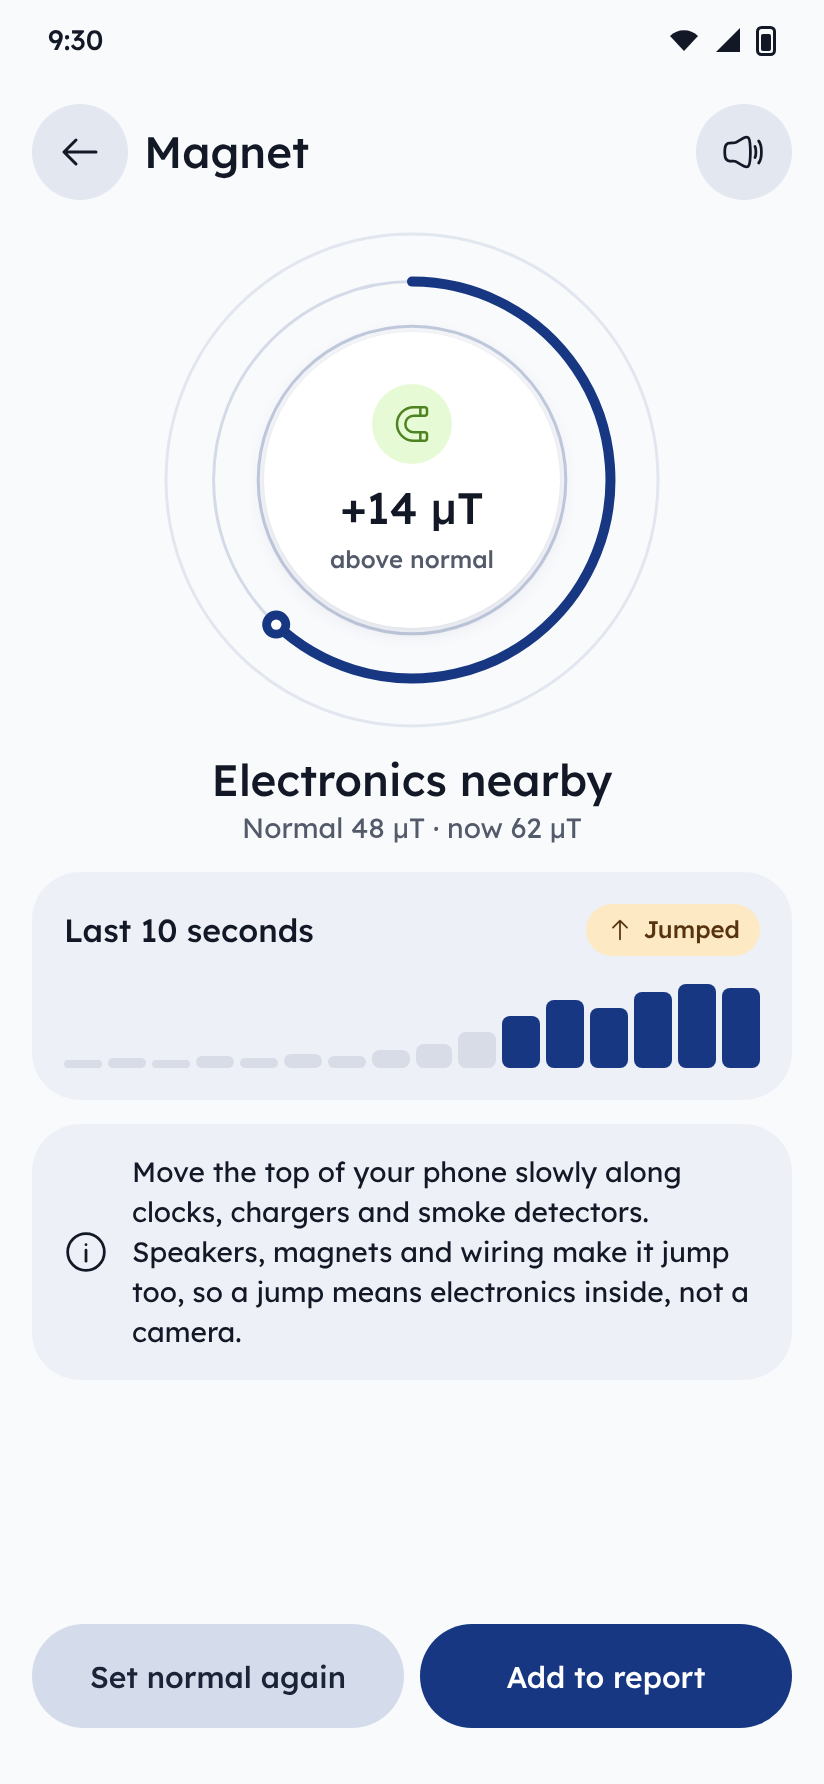 9:30
Magnet
+14 µT
above normal
Electronics nearby
Normal 48 µT · now 62 µT
Last 10 seconds
Jumped
Move the top of your phone slowly along
clocks, chargers and smoke detectors.
Speakers, magnets and wiring make it jump
too, so a jump means electronics inside, not a
camera.
Set normal again
Add to report